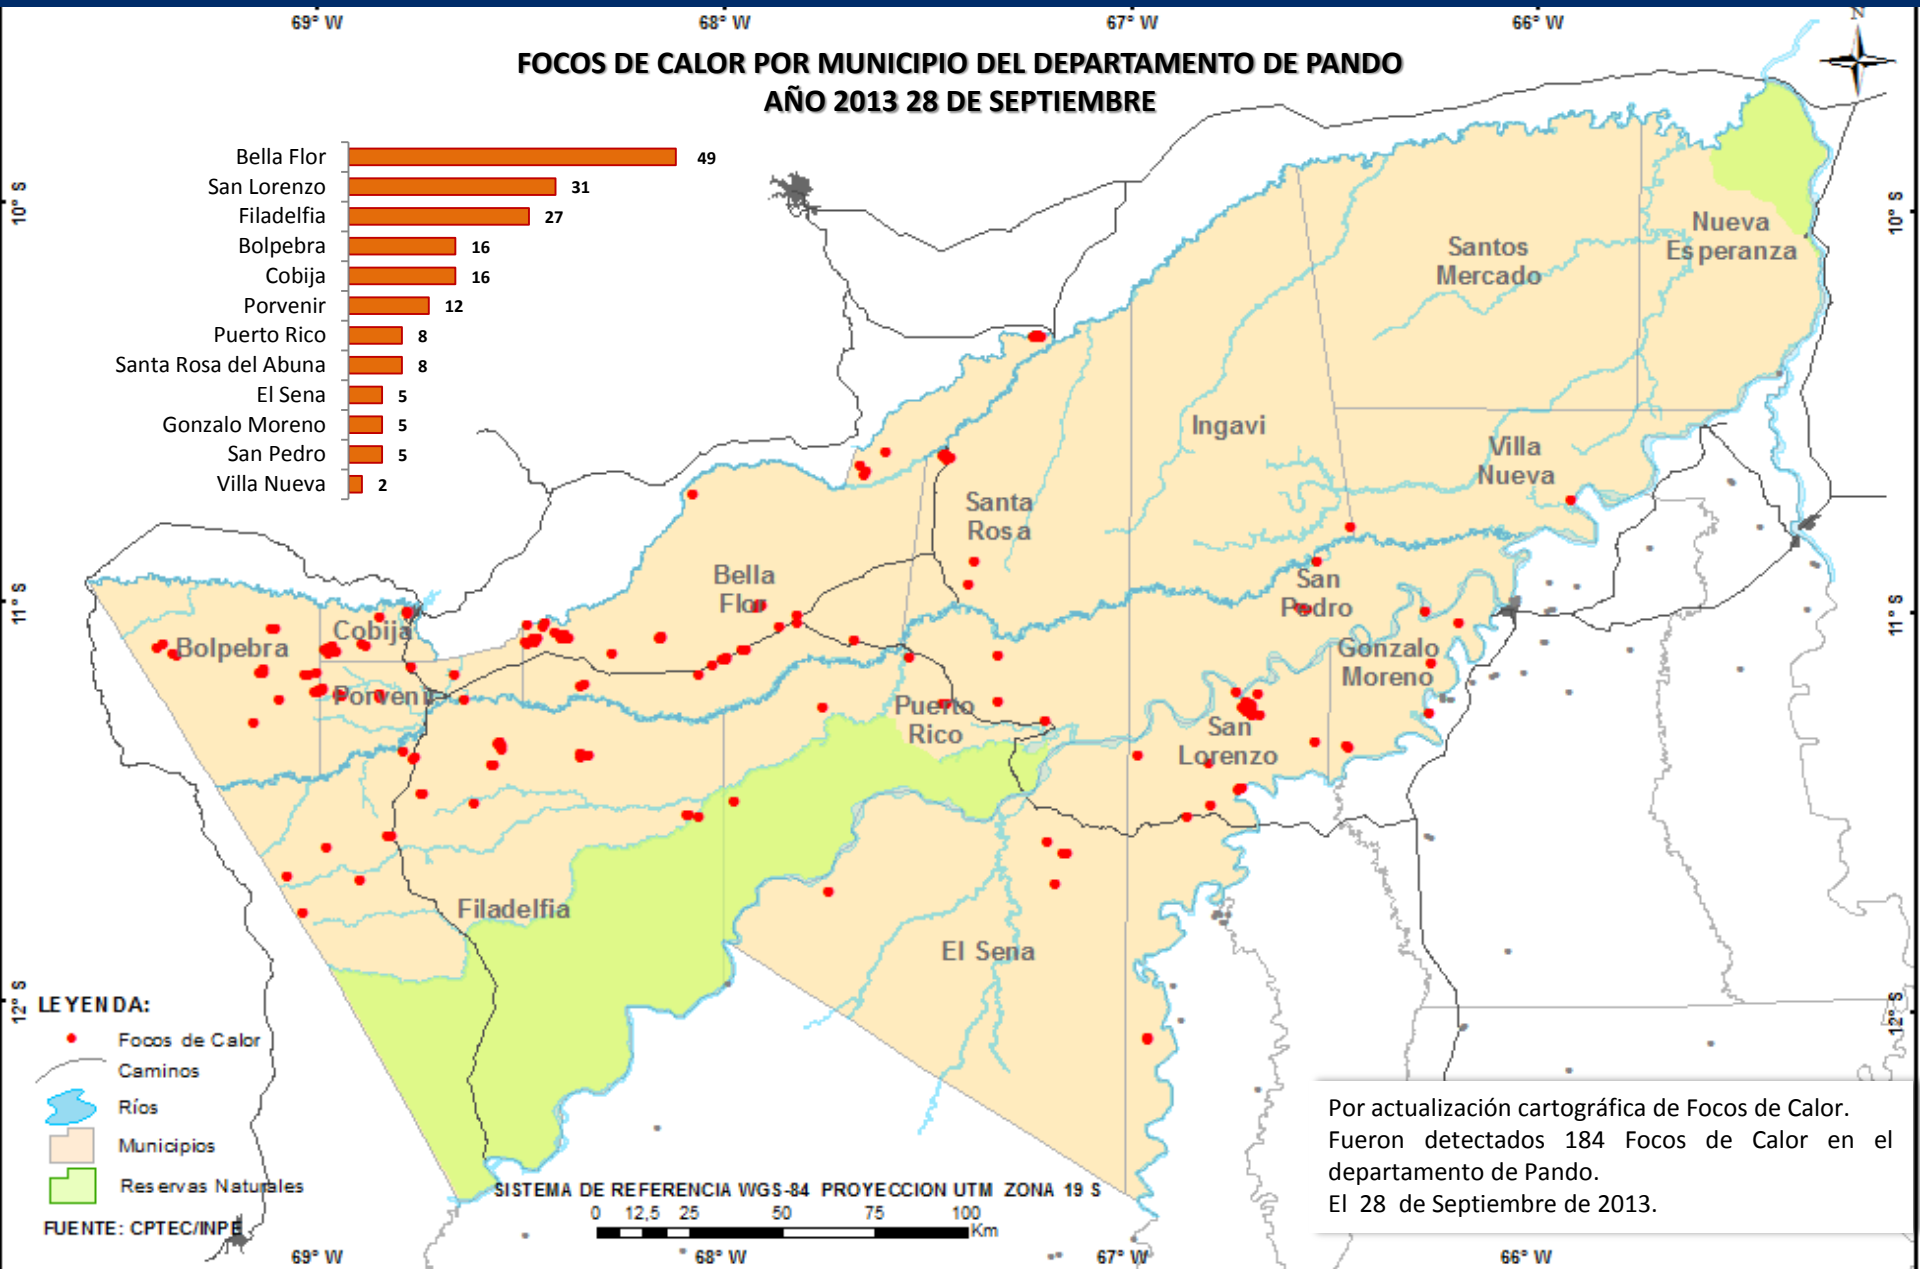 69° W
68° W
67° W
66° W
N
FOCOS DE CALOR POR MUNICIPIO DEL DEPARTAMENTO DE PANDO
AÑO 2013 28 DE SEPTIEMBRE
Bella Flor 49
San Lorenzo 31
Filadelfia 27
Bolpebra 16
Cobija 16
Porvenir 12
Puerto Rico 8
Santa Rosa del Abuna 8
El Sena 5
Gonzalo Moreno 5
San Pedro 5
Villa Nueva 2
10° S
10° S
11° S
11° S
12° S
12° S
Nueva
Esperanza
Santos
Mercado
Ingavi
Villa
Nueva
Santa
Rosa
Bella
Flor
San
Pedro
Cobija
Bolpebra
Gonzalo
Moreno
Porvenir
Puerto
Rico
San
Lorenzo
Filadelfia
El Sena
LEYENDA:
Focos de Calor
Caminos
Ríos
Municipios
Reservas Naturales
FUENTE: CPTEC/INPE
SISTEMA DE REFERENCIA WGS-84 PROYECCION UTM ZONA 19 S
0 12,5 25 50 75 100
Km
Por actualización cartográfica de Focos de Calor.
Fueron detectados 184 Focos de Calor en el
departamento de Pando.
El 28 de Septiembre de 2013.
69° W
68° W
67° W
66° W